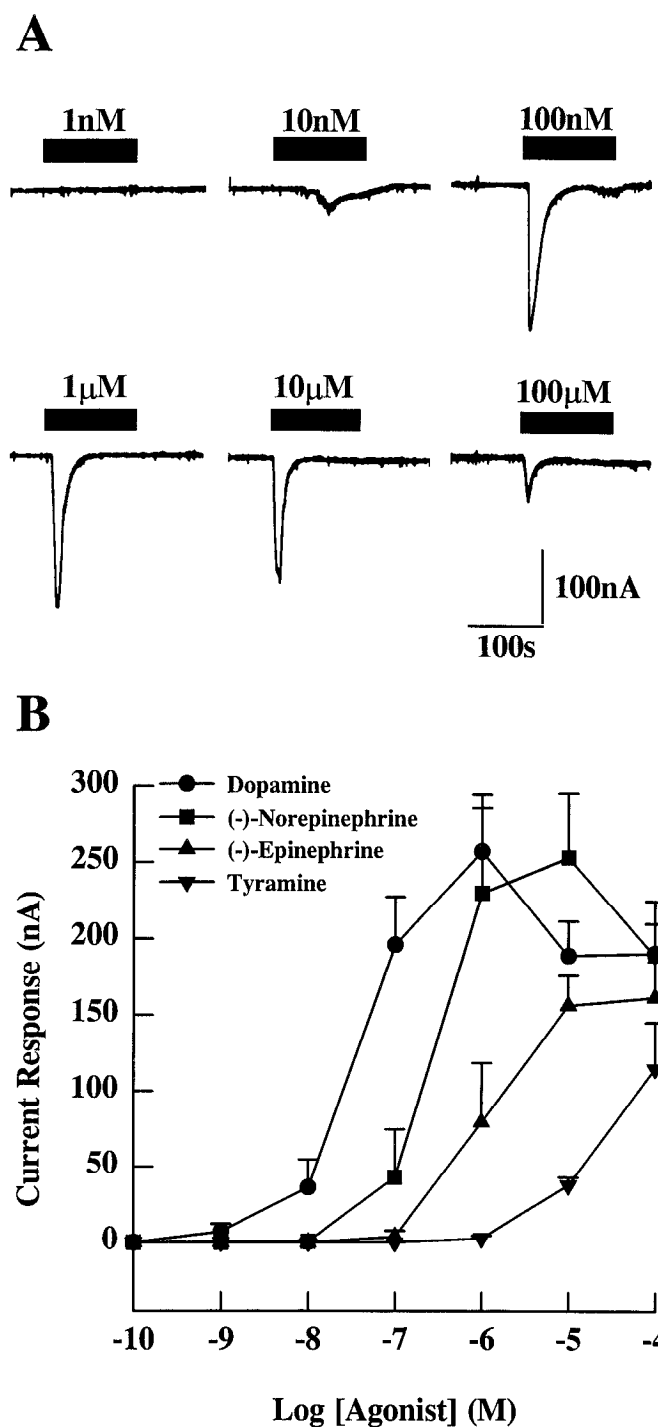 A
1nM 10nM 100nM
1μM 10μM 100μM
100nA
100s
B
Dopamine
(-)-Norepinephrine
(-)-Epinephrine
Tyramine
300
250
200
150
100
50
0
Current Response (nA)
-10 -9 -8 -7 -6 -5 -4
Log [Agonist] (M)